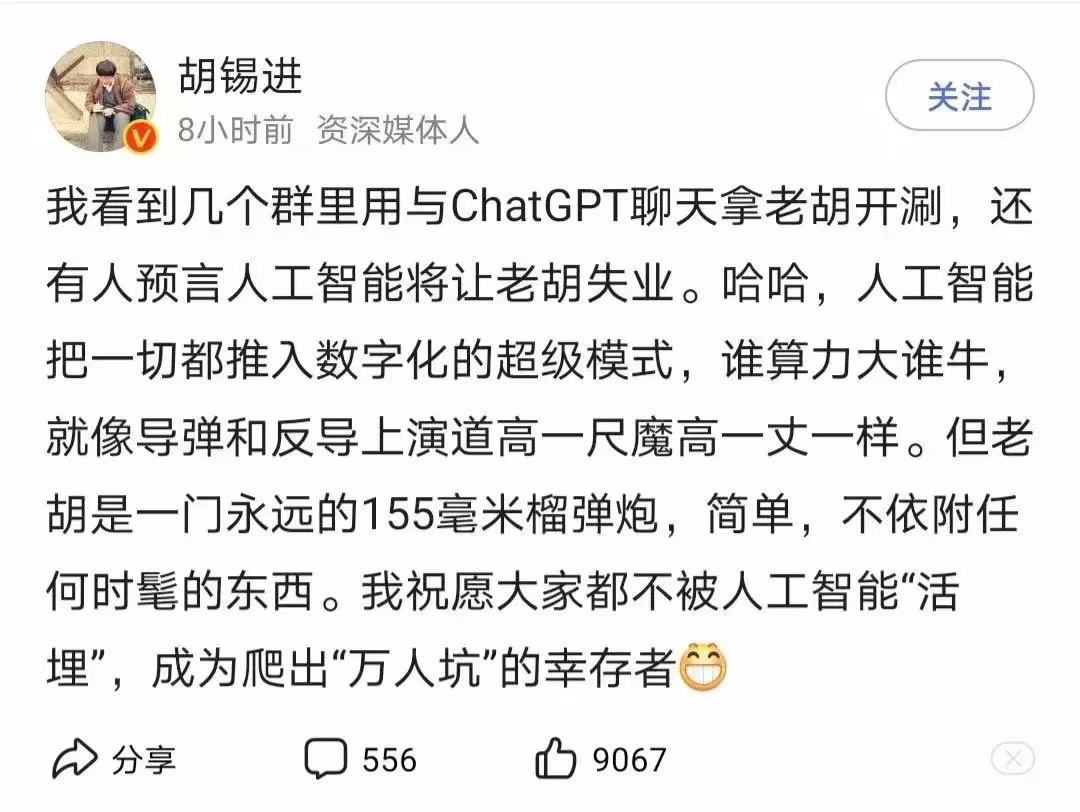 胡锡进
8小时前 资深媒体人
关注
我看到几个群里用与ChatGPT聊天拿老胡开涮，还
有人预言人工智能将让老胡失业。哈哈，人工智能
把一切都推入数字化的超级模式，谁算力大谁牛，
就像导弹和反导上演道高一尺魔高一丈一样。但老
胡是一门永远的155毫米榴弹炮，简单，不依附任
何时髦的东西。我祝愿大家都不被人工智能“活
埋”，成为爬出“万人坑”的幸存者😁
分享 556 9067